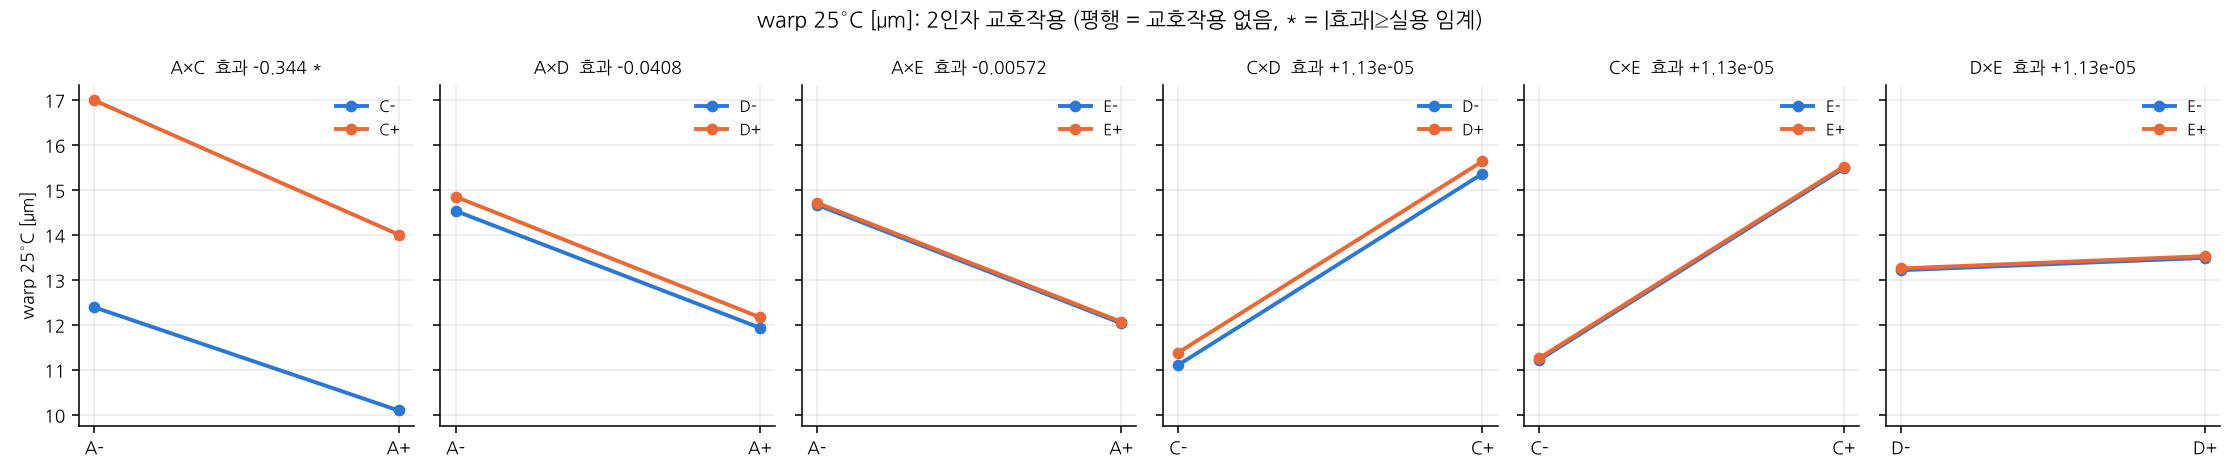 warp 25°C [µm]: 2인자 교호작용 (평행 = 교호작용 없음, * = |효과|≥실용 임계)
A×C 효과 -0.344 *
A×D 효과 -0.0408
A×E 효과 -0.00572
C×D 효과 +1.13e-05
C×E 효과 +1.13e-05
D×E 효과 +1.13e-05
warp 25°C [µm]
17
16
15
14
13
12
11
10
C-
C+
D-
D+
E-
E+
D-
D+
E-
E+
E-
E+
A-
A+
A-
A+
A-
A+
C-
C+
C-
C+
D-
D+